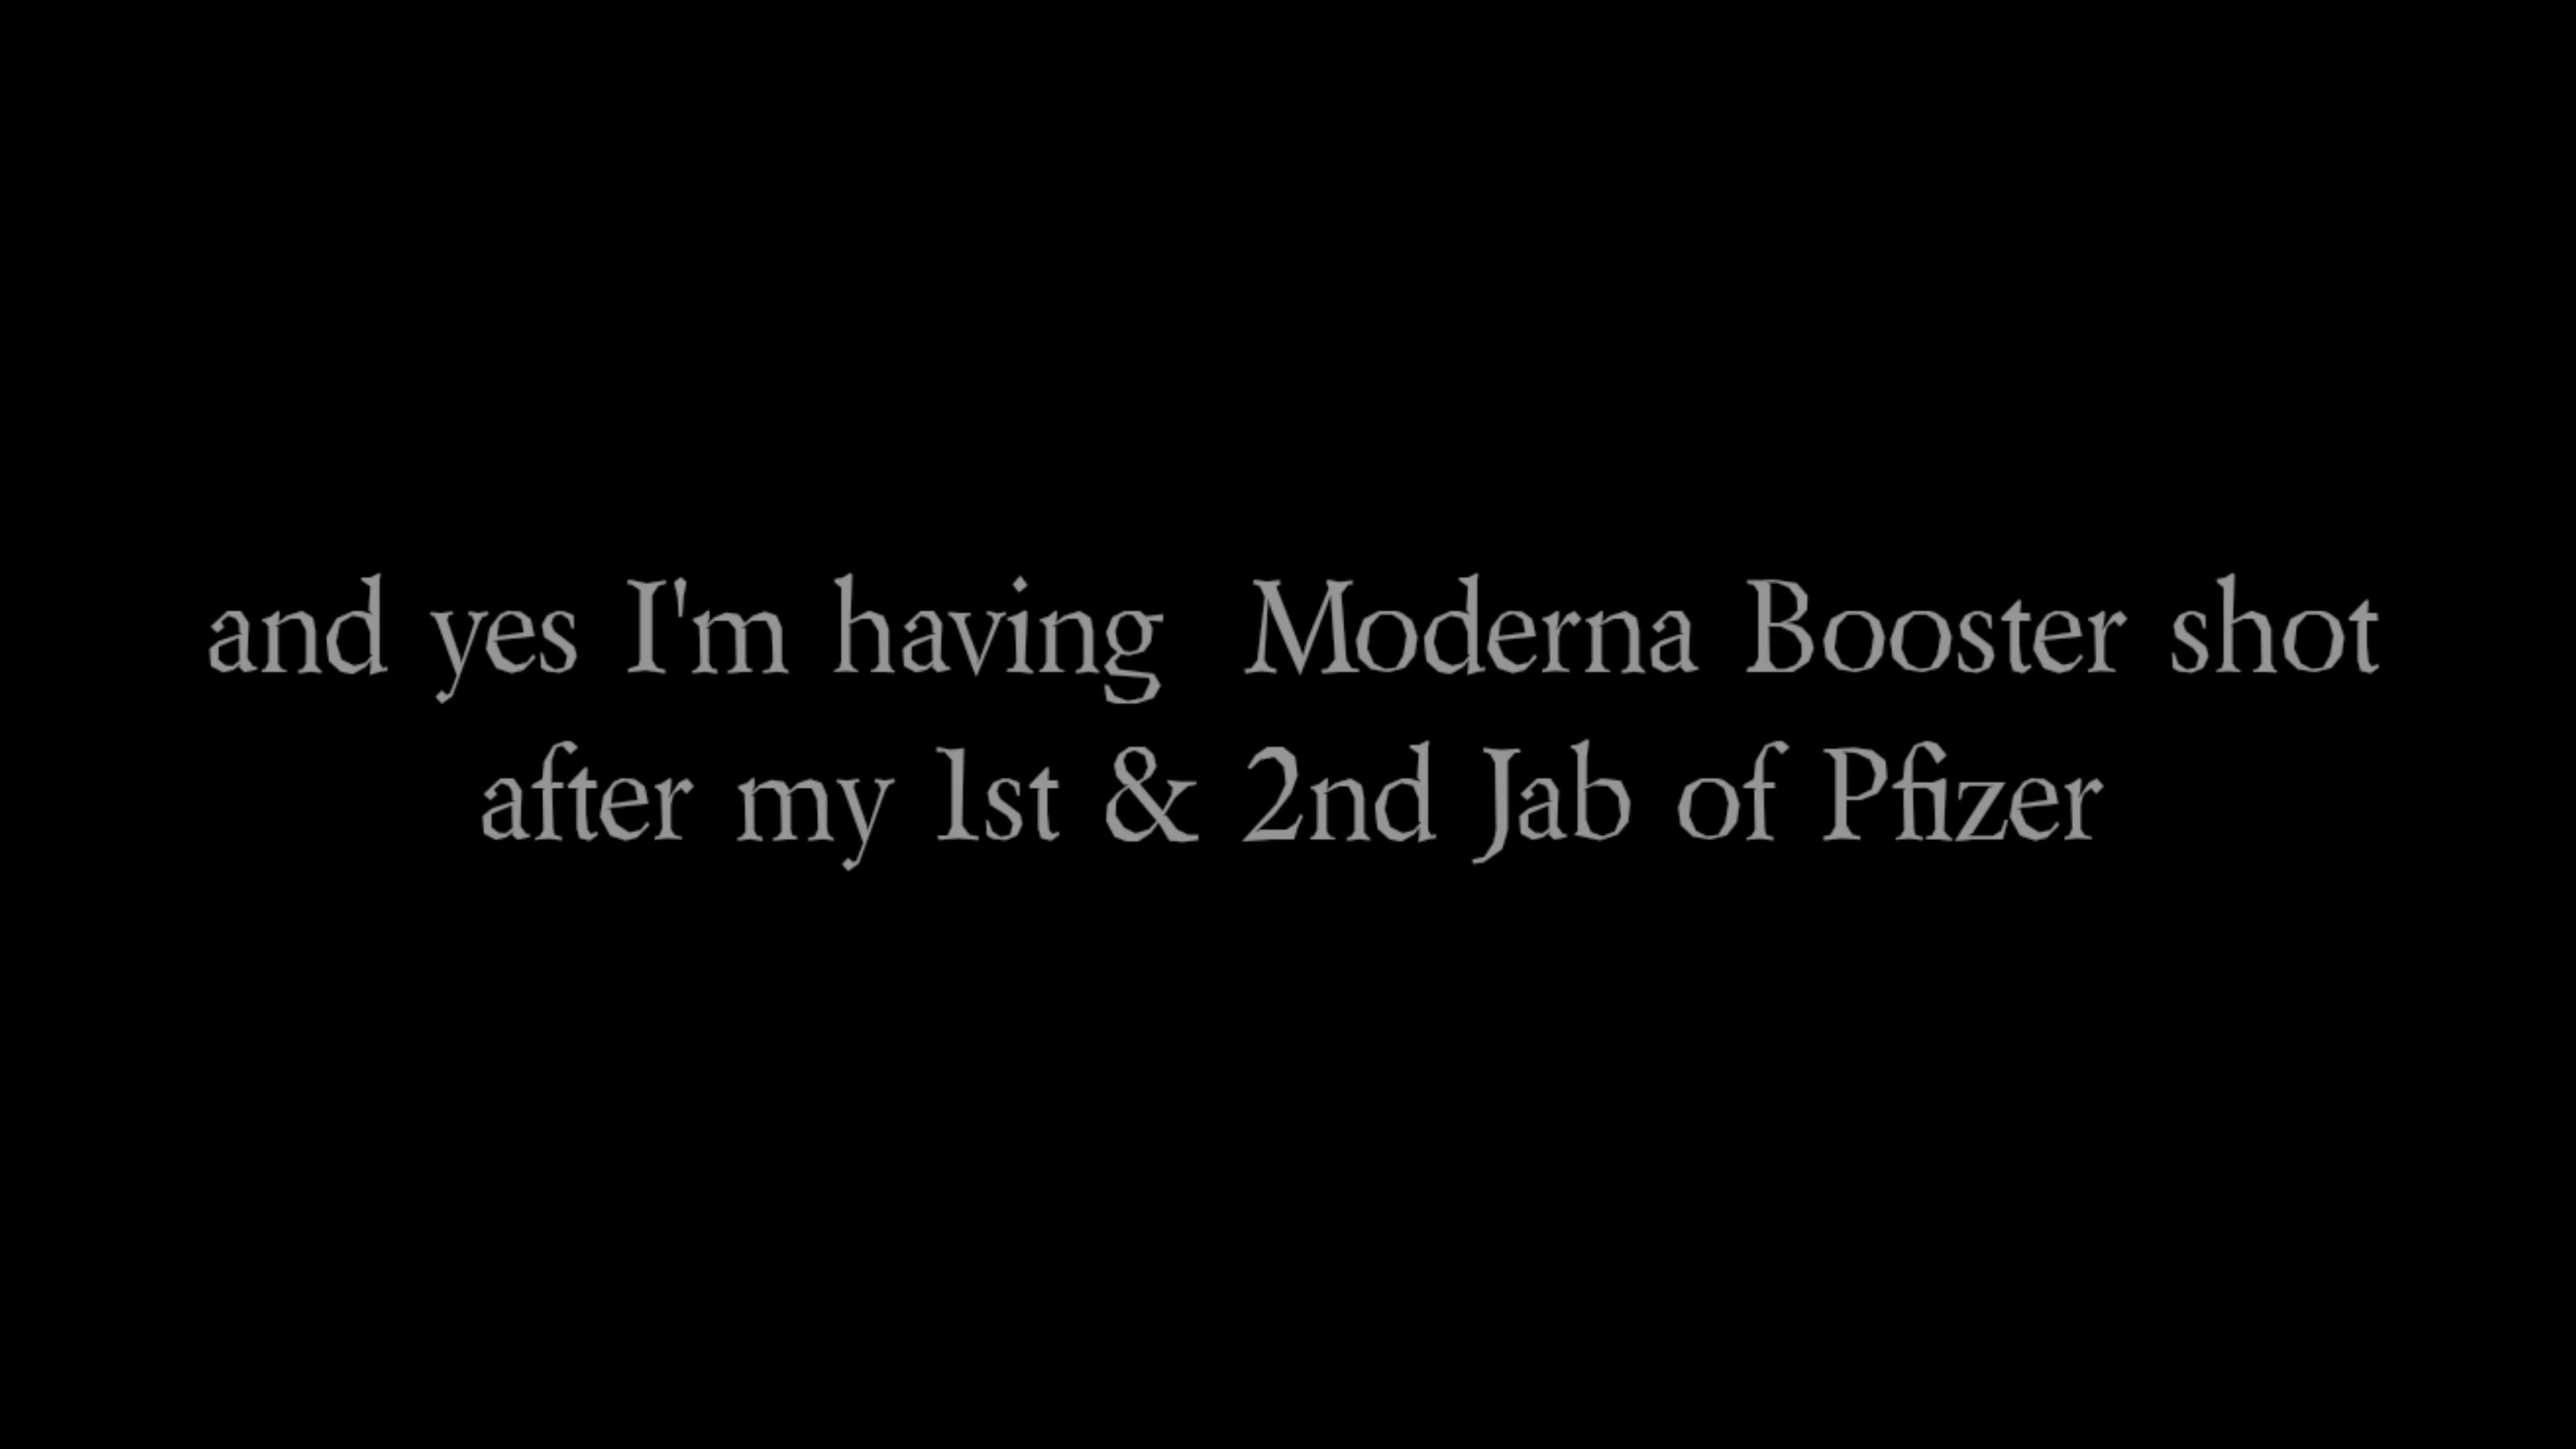 and yes I'm having  Moderna Booster shot
after my 1st & 2nd Jab of Pfizer